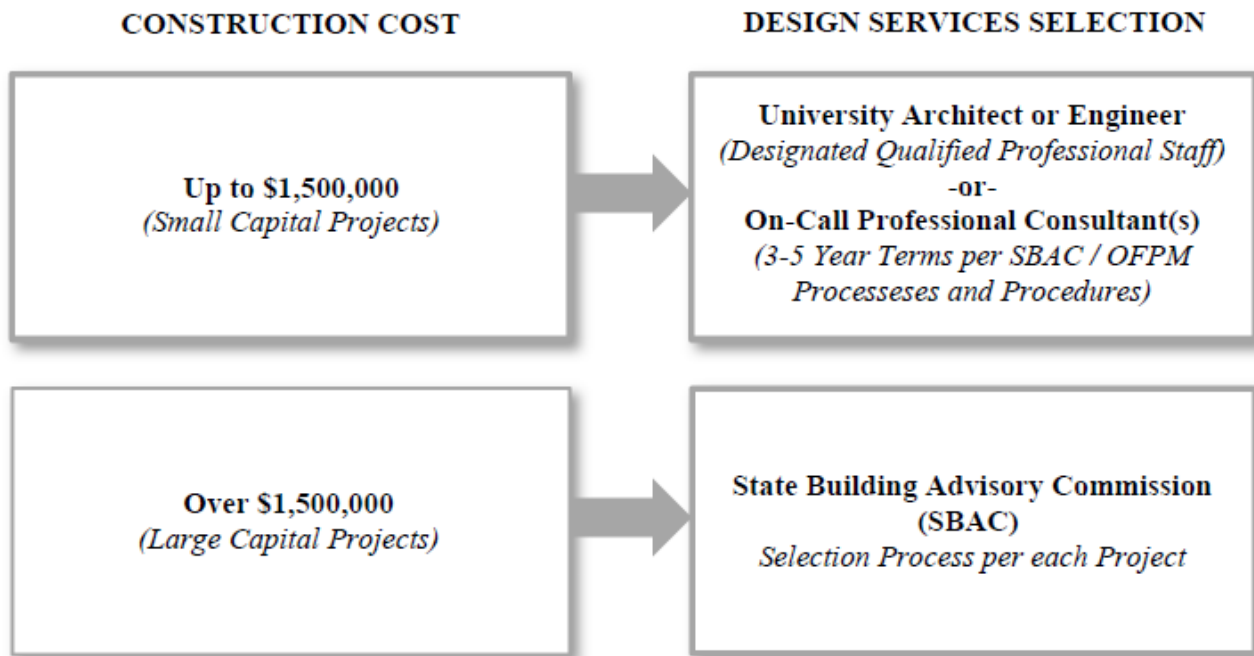 CONSTRUCTION COST
DESIGN SERVICES SELECTION
Up to $1,500,000
(Small Capital Projects)
University Architect or Engineer
(Designated Qualified Professional Staff)
-or-
On-Call Professional Consultant(s)
(3-5 Year Terms per SBAC / OFPM
Processeses and Procedures)
Over $1,500,000
(Large Capital Projects)
State Building Advisory Commission
(SBAC)
Selection Process per each Project